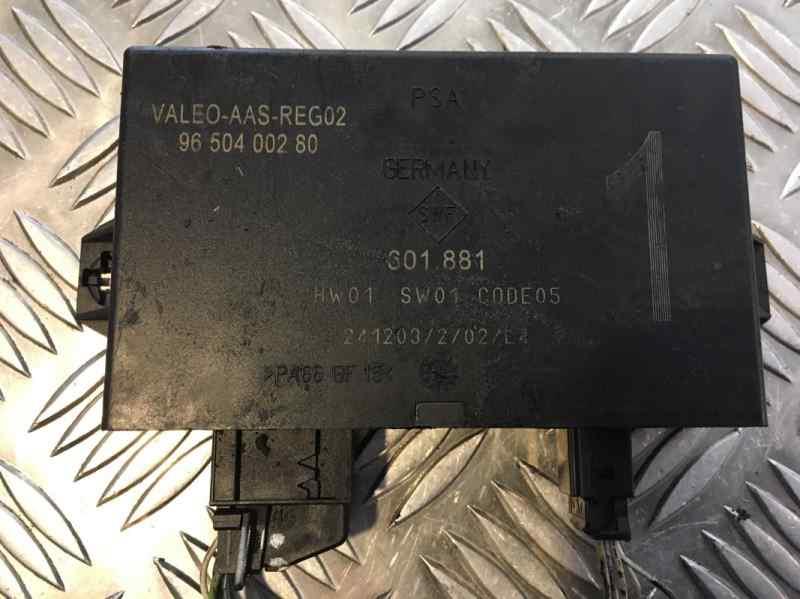 PSA
VALEO-AAS-REG02
96 504 002 80
GERMANY
SWF
601.881
HW01 SW01 CODE05
241203/2/02/E4
>PA66 GF 15<
1